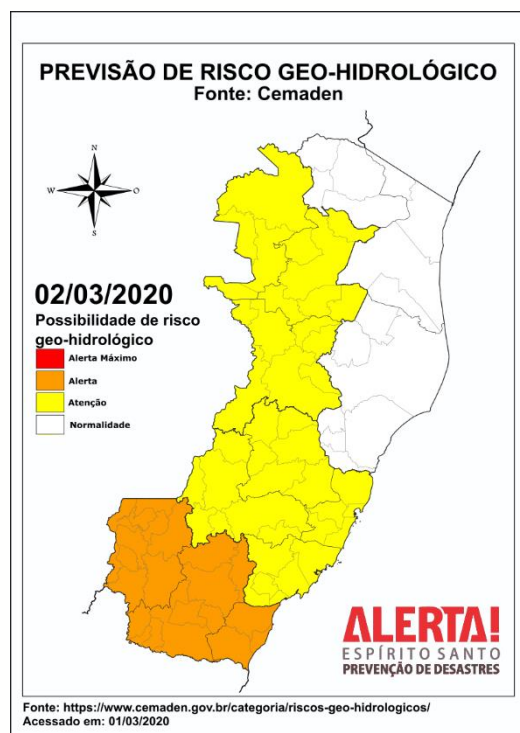 PREVISÃO DE RISCO GEO-HIDROLÓGICO
Fonte: Cemaden
N
W
O
S
02/03/2020
Possibilidade de risco
geo-hidrológico
Alerta Máximo
Alerta
Atenção
Normalidade
ALERTA!
ESPÍRITO SANTO
PREVENÇÃO DE DESASTRES
Fonte: https://www.cemaden.gov.br/categoria/riscos-geo-hidrologicos/
Acessado em: 01/03/2020